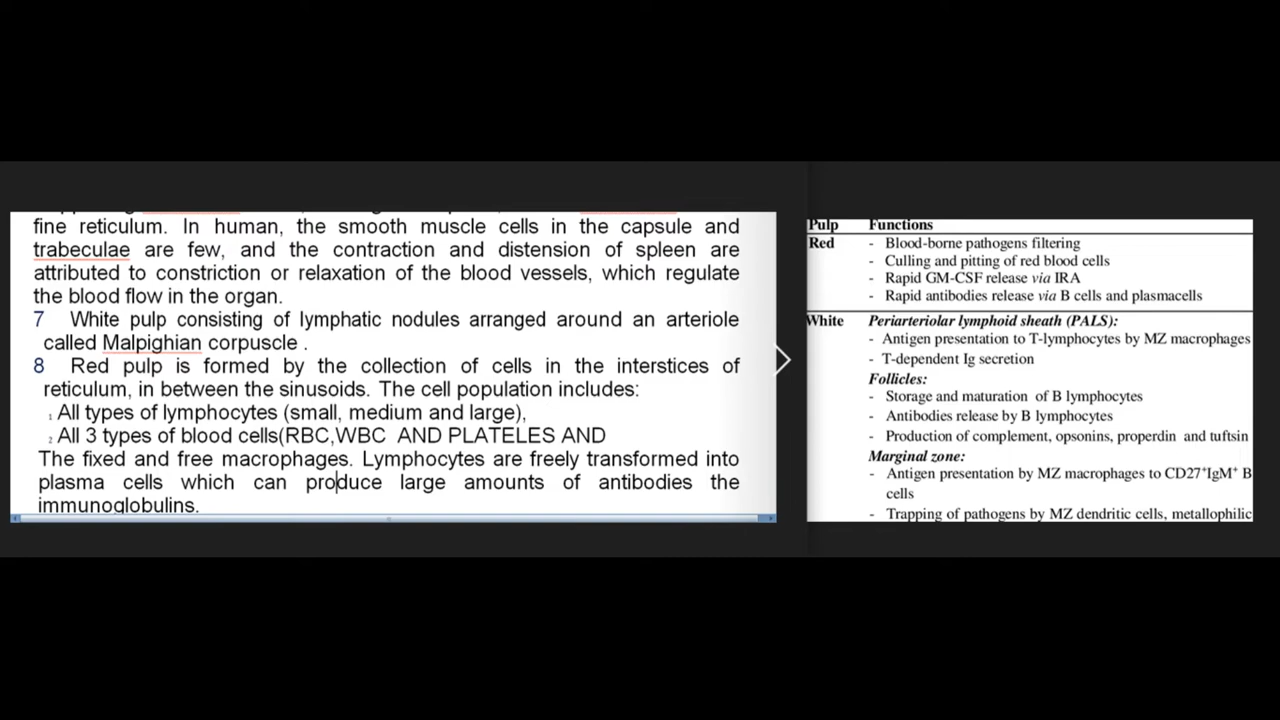 fine reticulum. In human, the smooth muscle cells in the capsule and
trabeculae are few, and the contraction and distension of spleen are
attributed to constriction or relaxation of the blood vessels, which regulate
the blood flow in the organ.
7 White pulp consisting of lymphatic nodules arranged around an arteriole
called Malpighian corpuscle .
8 Red pulp is formed by the collection of cells in the interstices of
reticulum, in between the sinusoids. The cell population includes:
1 All types of lymphocytes (small, medium and large),
2 All 3 types of blood cells(RBC,WBC AND PLATELES AND
The fixed and free macrophages. Lymphocytes are freely transformed into
plasma cells which can produce large amounts of antibodies the
immunoglobulins.
Pulp Functions
Red - Blood-borne pathogens filtering
- Culling and pitting of red blood cells
- Rapid GM-CSF release via IRA
- Rapid antibodies release via B cells and plasmacells
White Periarteriolar lymphoid sheath (PALS):
- Antigen presentation to T-lymphocytes by MZ macrophages
- T-dependent Ig secretion
Follicles:
- Storage and maturation of B lymphocytes
- Antibodies release by B lymphocytes
- Production of complement, opsonins, properdin and tuftsin
Marginal zone:
- Antigen presentation by MZ macrophages to CD27⁺IgM⁺ B
cells
- Trapping of pathogens by MZ dendritic cells, metallophilic